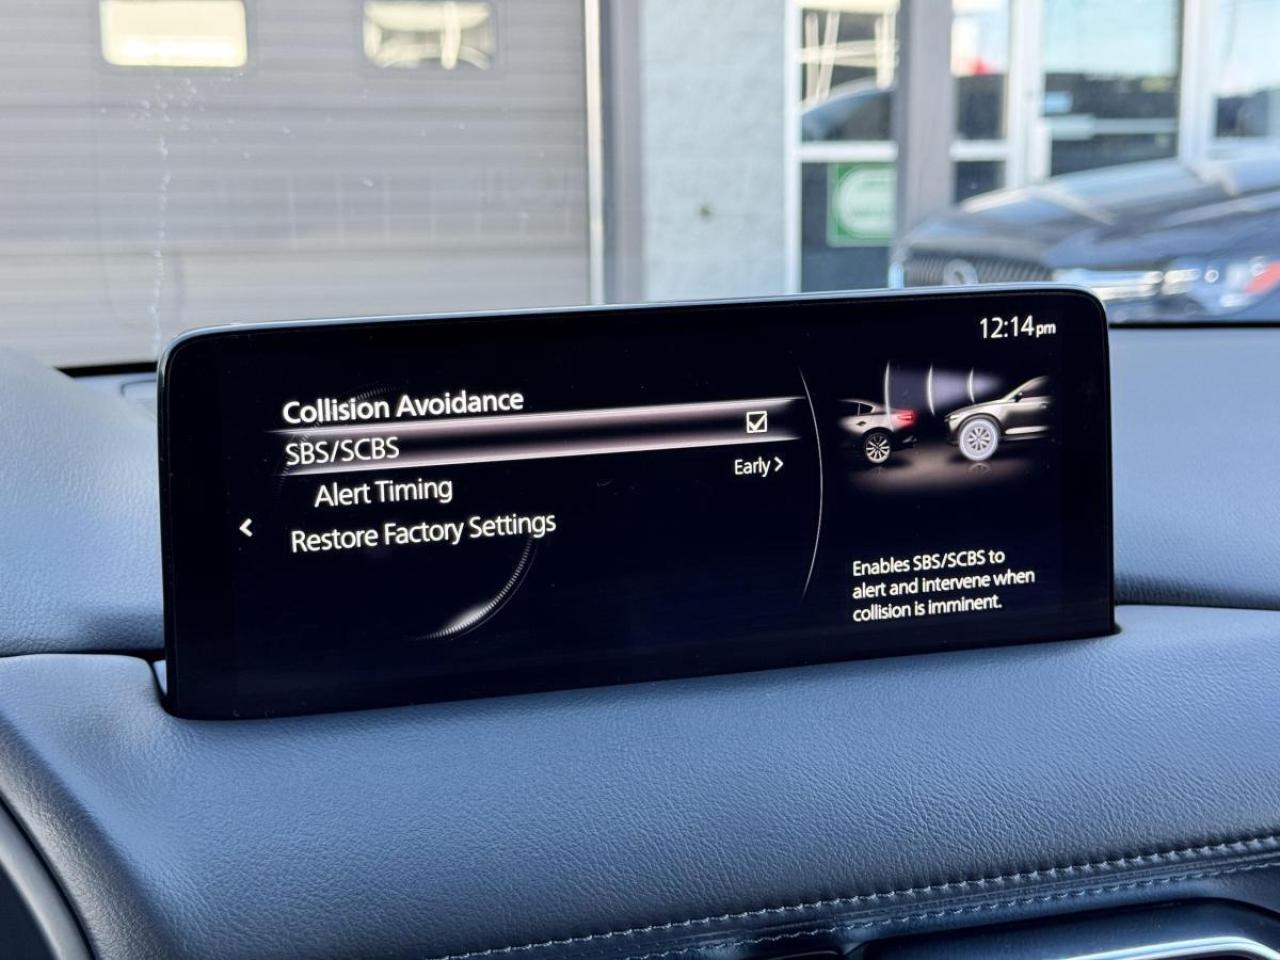 12:14pm
Collision Avoidance
SBS/SCBS
Alert Timing
Early
Restore Factory Settings
Enables SBS/SCBS to
alert and intervene when
collision is imminent.